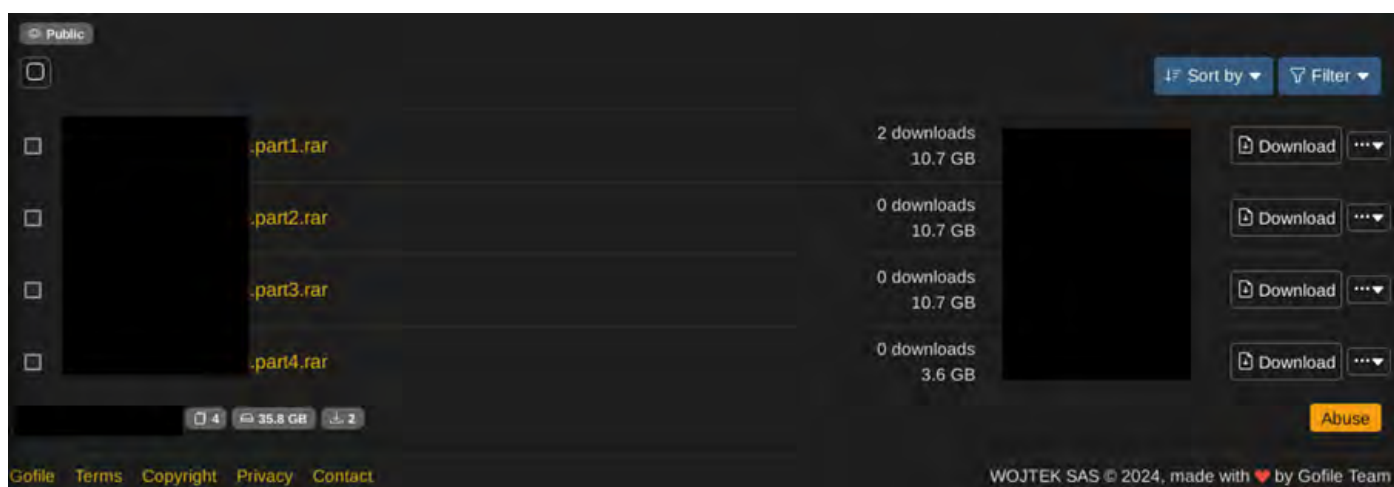 Public
Sort by Filter
.part1.rar 2 downloads Download
10.7 GB
.part2.rar 0 downloads Download
10.7 GB
.part3.rar 0 downloads Download
10.7 GB
.part4.rar 0 downloads Download
3.6 GB
4 35.8 GB 2 Abuse
Gofile Terms Copyright Privacy Contact WOJTEK SAS © 2024, made with ❤ by Gofile Team